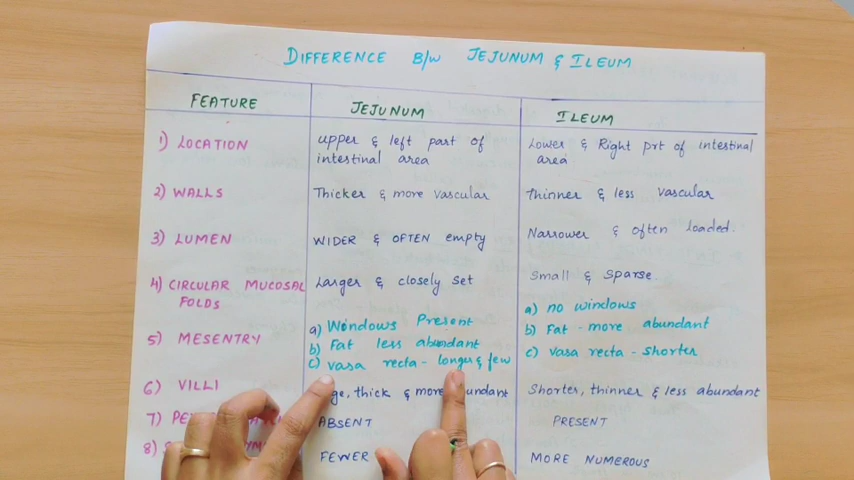 DIFFERENCE B/W JEJUNUM & ILEUM
FEATURE JEJUNUM ILEUM
1) LOCATION upper & left part of intestinal area Lower & Right prt of intestinal area
2) WALLS Thicker & more vascular Thinner & less vascular
3) LUMEN WIDER & OFTEN empty Narrower & often loaded.
4) CIRCULAR MUCOSAL FOLDS Larger & closely set Small & Sparse.
5) MESENTRY
a) Windows Present
b) Fat less abundant
c) vasa recta - longer & few
a) no windows
b) Fat - more abundant
c) vasa recta - shorter
6) VILLI thick & more Shorter, thinner & less abundant
7) ABSENT PRESENT
8) FEWER MORE NUMEROUS